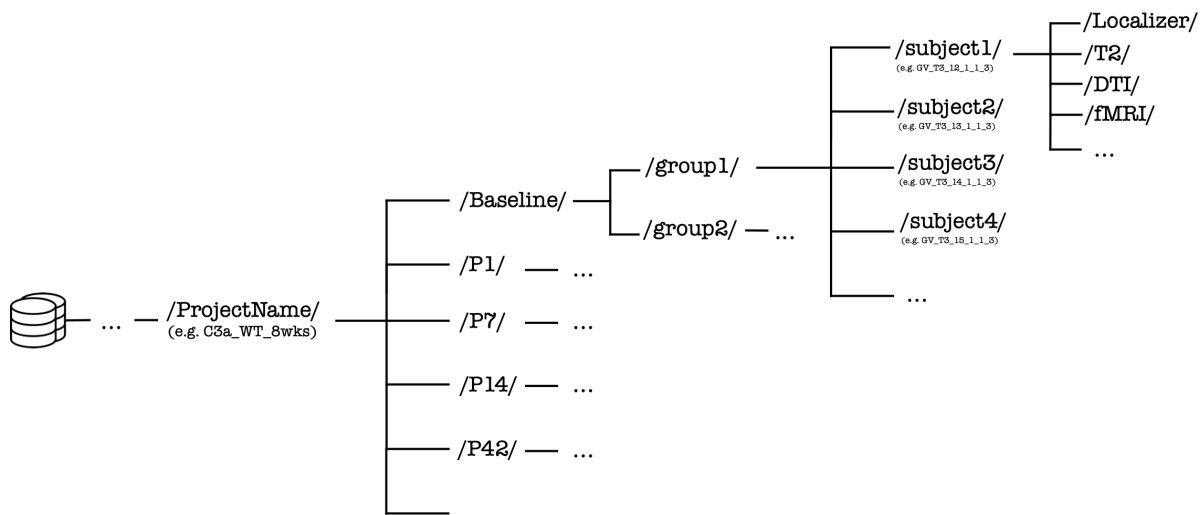 ... /ProjectName/
(e.g. C3a_WT_8wks)
/Baseline/
/P1/ ...
/P7/ ...
/P14/ ...
/P42/ ...
/group1/
/group2/ ...
/subject1/
(e.g. GV_T3_12_1_1_3)
/subject2/
(e.g. GV_T3_13_1_1_3)
/subject3/
(e.g. GV_T3_14_1_1_3)
/subject4/
(e.g. GV_T3_15_1_1_3)
...
/Localizer/
/T2/
/DTI/
/fMRI/
...